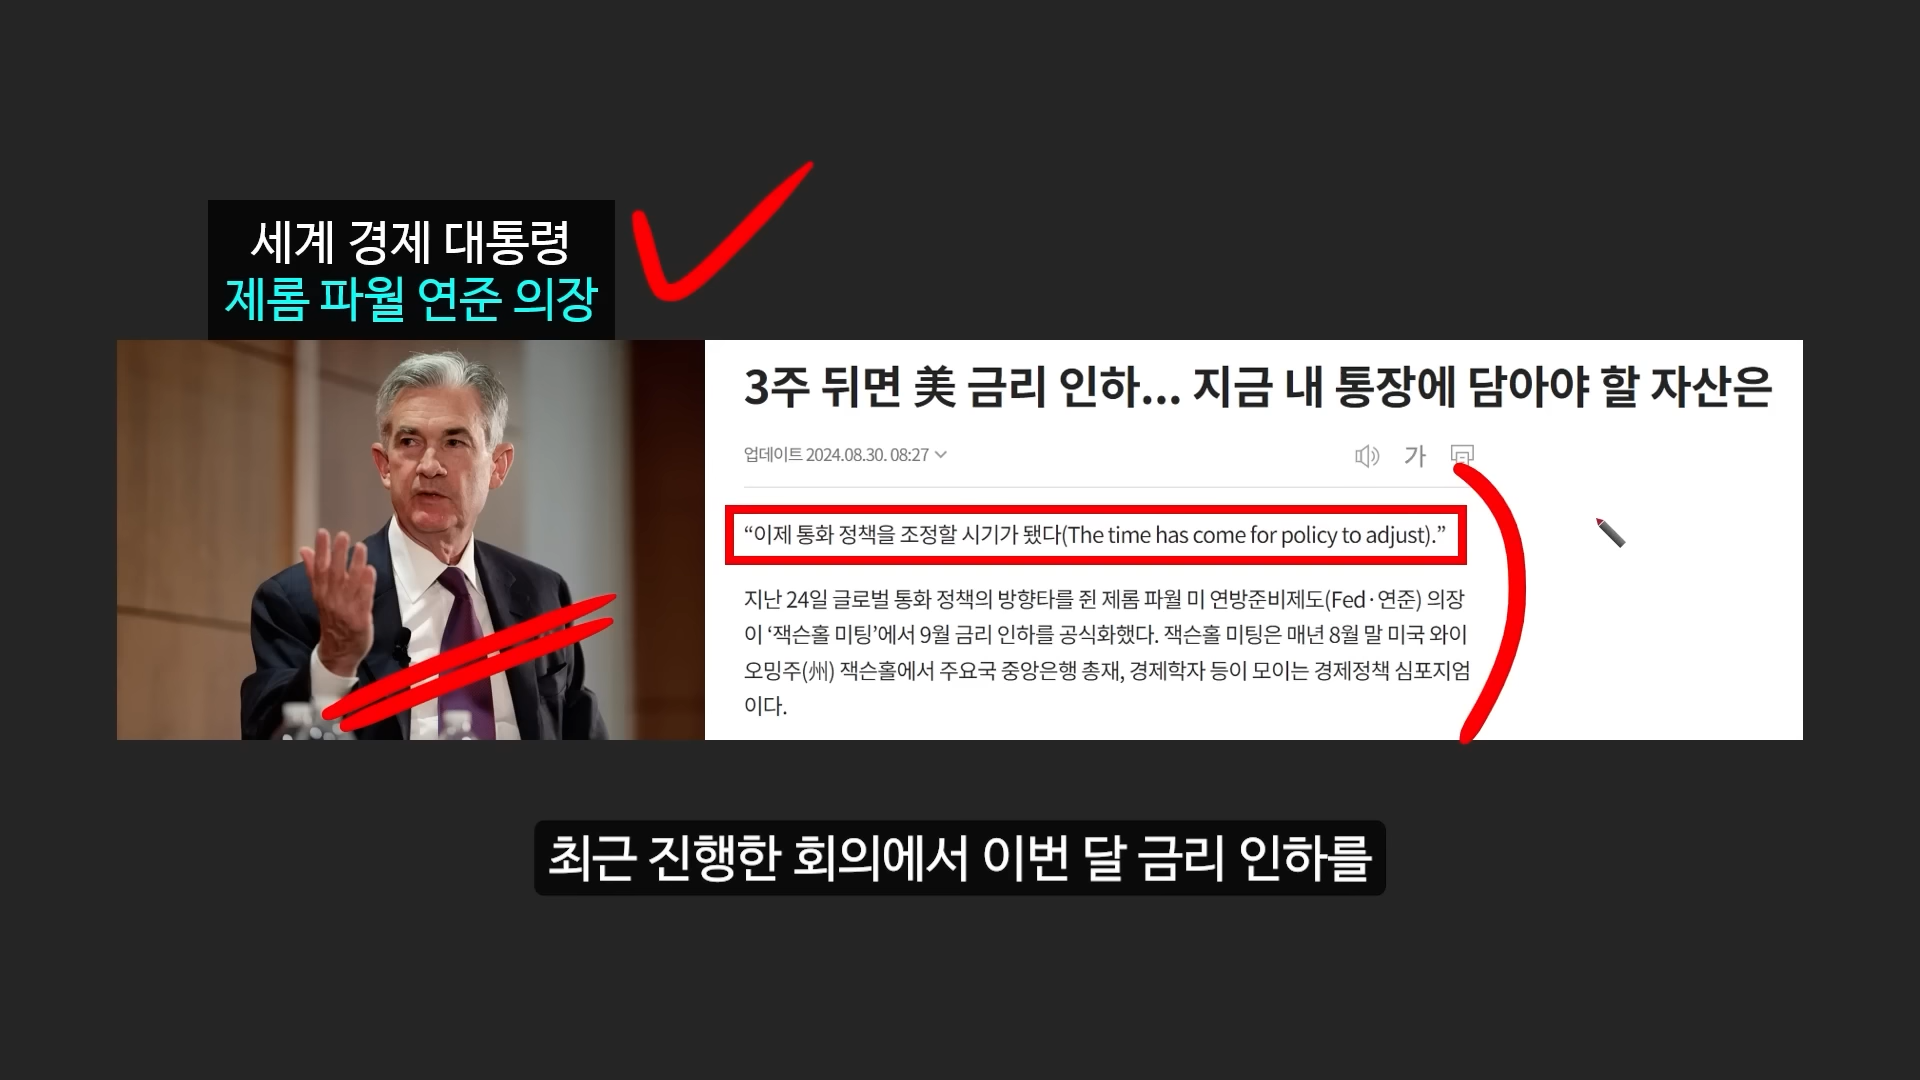 세계 경제 대통령
제롬 파월 연준 의장
3주 뒤면 美 금리 인하... 지금 내 통장에 담아야 할 자산은
업데이트 2024.08.30. 08:27
가
“이제 통화 정책을 조정할 시기가 됐다(The time has come for policy to adjust).”
지난 24일 글로벌 통화 정책의 방향타를 쥔 제롬 파월 미 연방준비제도(Fed·연준) 의장
이 ‘잭슨홀 미팅’에서 9월 금리 인하를 공식화했다. 잭슨홀 미팅은 매년 8월 말 미국 와이
오밍주(州) 잭슨홀에서 주요국 중앙은행 총재, 경제학자 등이 모이는 경제정책 심포지엄
이다.
최근 진행한 회의에서 이번 달 금리 인하를